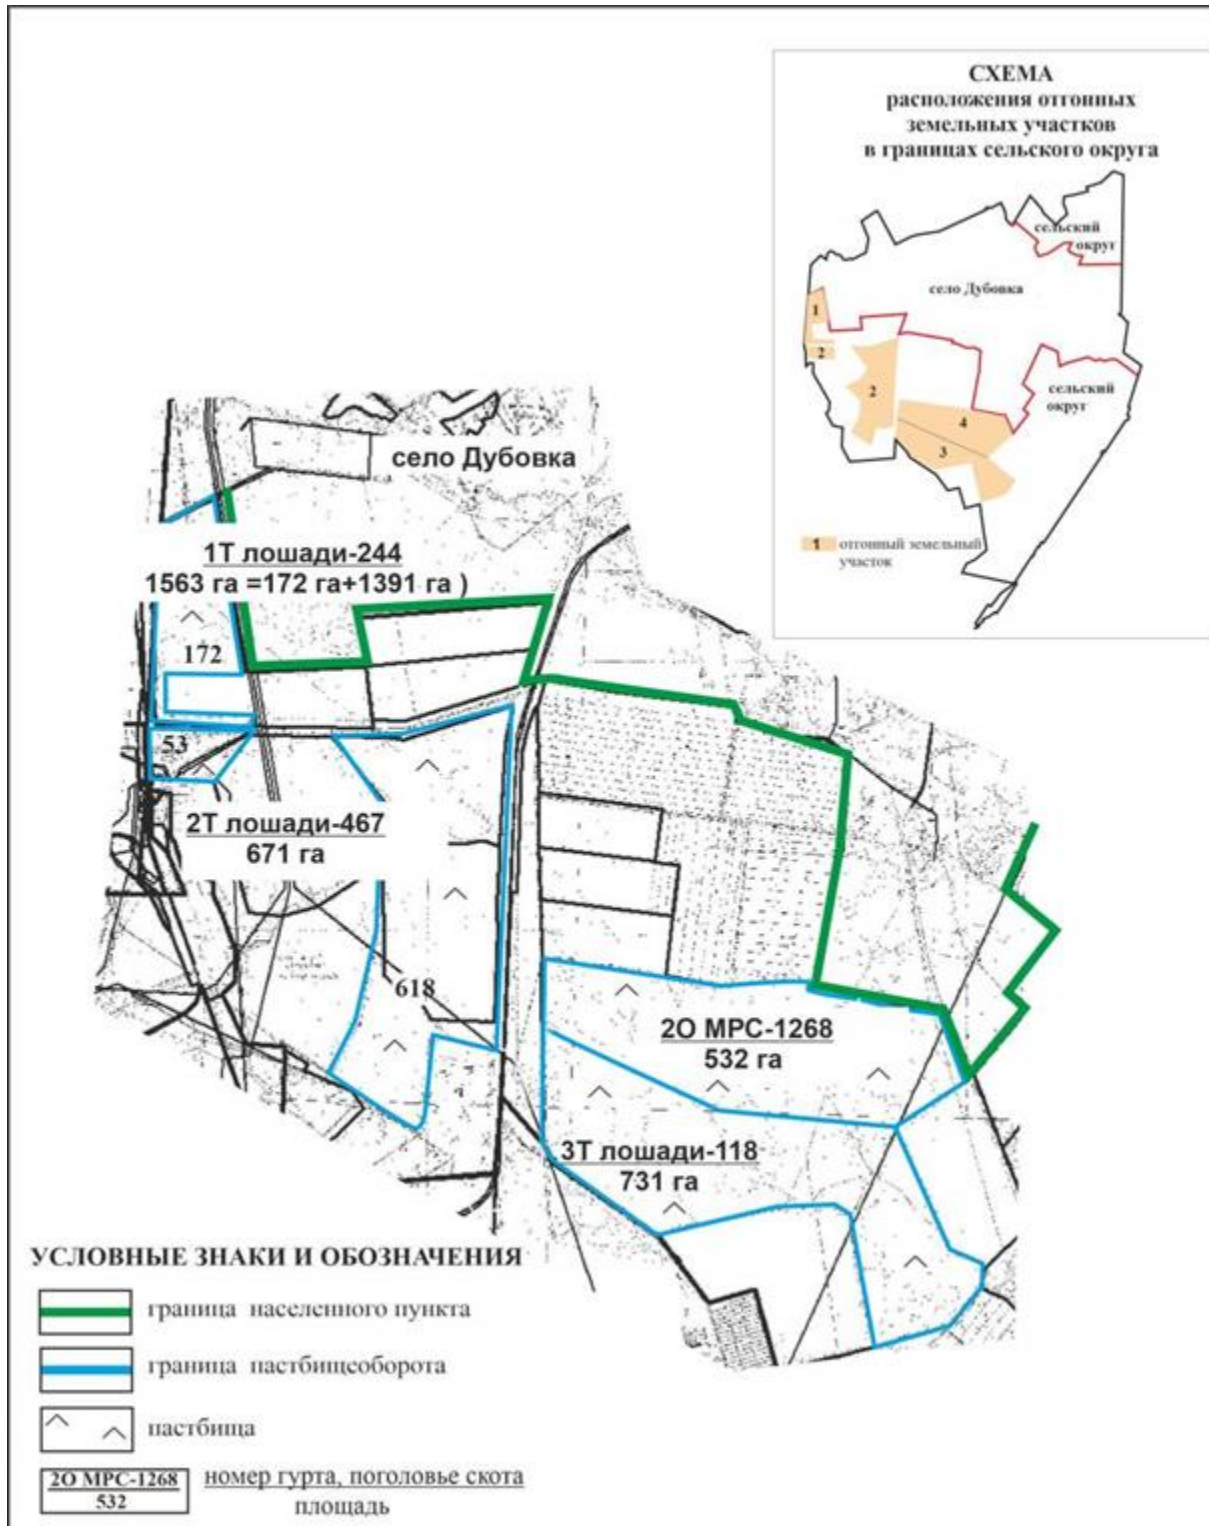 СХЕМА
расположения отгонных
земельных участков
в границах сельского округа
сельский
округ
село Дубовка
1
2
2
сельский
округ
4
3
1 отгонный земельный
участок
село Дубовка
1Т лошади-244
1563 га =172 га+1391 га )
172
53
2Т лошади-467
671 га
618
2О МРС-1268
532 га
3Т лошади-118
731 га
УСЛОВНЫЕ ЗНАКИ И ОБОЗНАЧЕНИЯ
граница населенного пункта
граница пастбищеоборота
пастбища
2О МРС-1268 номер гурта, поголовье скота
532 площадь